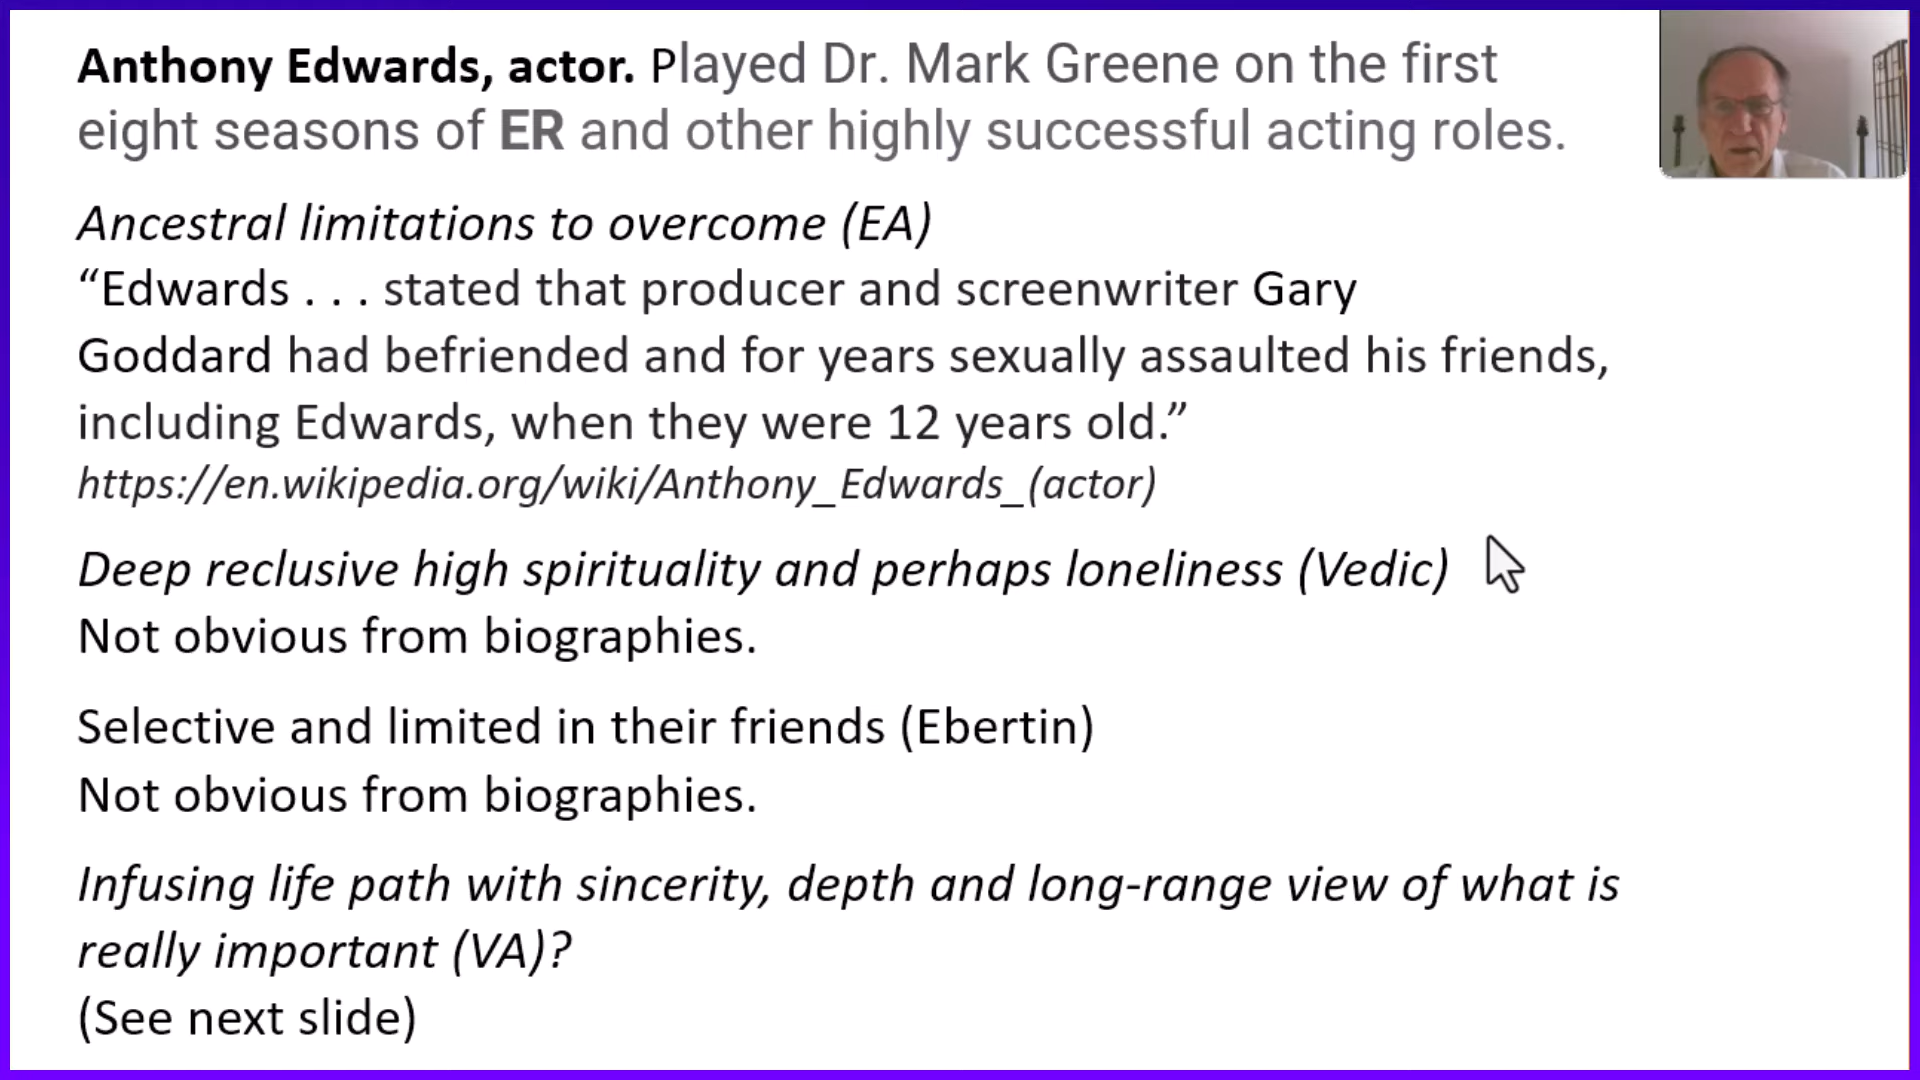 Anthony Edwards, actor. Played Dr. Mark Greene on the first
eight seasons of ER and other highly successful acting roles.
Ancestral limitations to overcome (EA)
“Edwards . . . stated that producer and screenwriter Gary
Goddard had befriended and for years sexually assaulted his friends,
including Edwards, when they were 12 years old.”
https://en.wikipedia.org/wiki/Anthony_Edwards_(actor)
Deep reclusive high spirituality and perhaps loneliness (Vedic)
Not obvious from biographies.
Selective and limited in their friends (Ebertin)
Not obvious from biographies.
Infusing life path with sincerity, depth and long-range view of what is
really important (VA)?
(See next slide)